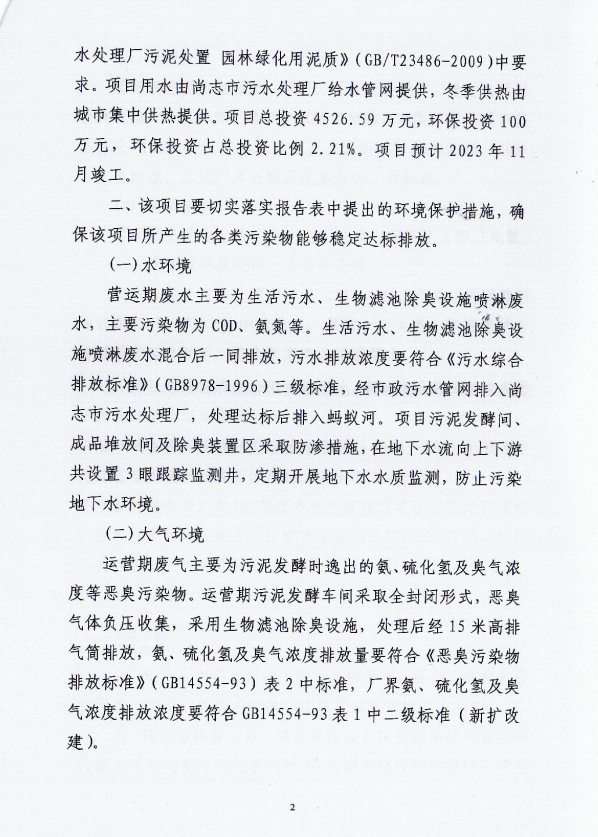 水处理厂污泥处置 园林绿化用泥质》(GB/T23486-2009)中要
求。项目用水由尚志市污水处理厂给水管网提供，冬季供热由
城市集中供热提供。项目总投资 4526.59 万元，环保投资 100
万元，环保投资占总投资比例 2.21%。项目预计 2023 年 11
月竣工。
二、该项目要切实落实报告表中提出的环境保护措施，确
保该项目所产生的各类污染物能够稳定达标排放。
(一)水环境
营运期废水主要为生活污水、生物滤池除臭设施喷淋废
水，主要污染物为 COD、氨氮等。生活污水、生物滤池除臭设
施喷淋废水混合后一同排放，污水排放浓度要符合《污水综合
排放标准》(GB8978-1996)三级标准，经市政污水管网排入尚
志市污水处理厂，处理达标后排入蚂蚁河。项目污泥发酵间、
成品堆放间及除臭装置区采取防渗措施，在地下水流向上下游
共设置 3 眼跟踪监测井，定期开展地下水水质监测，防止污染
地下水环境。
(二)大气环境
运营期废气主要为污泥发酵时逸出的氨、硫化氢及臭气浓
度等恶臭污染物。运营期污泥发酵车间采取全封闭形式，恶臭
气体负压收集，采用生物滤池除臭设施，处理后经 15 米高排
气筒排放，氨、硫化氢及臭气浓度排放量要符合《恶臭污染物
排放标准》(GB14554-93)表 2 中标准，厂界氨、硫化氢及臭
气浓度排放浓度要符合 GB14554-93 表 1 中二级标准（新扩改
建)。
2